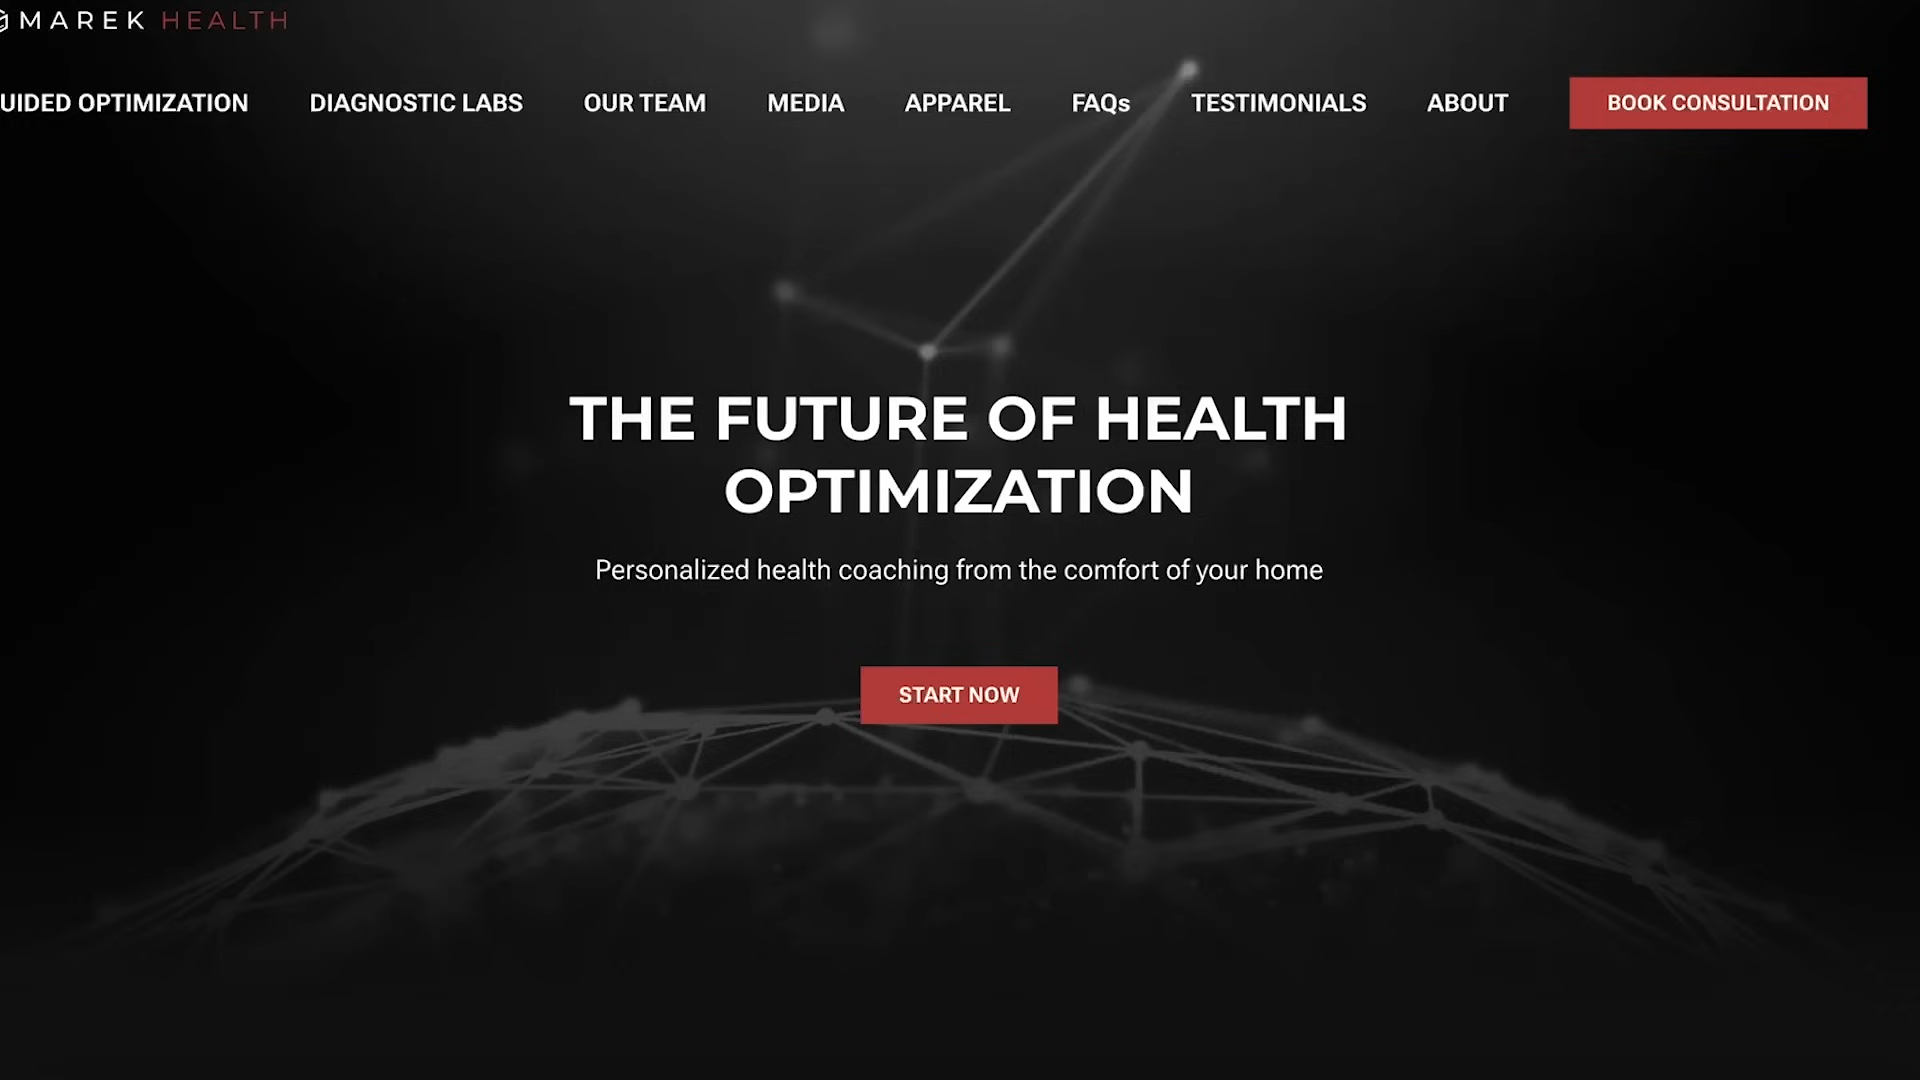 MAREK HEALTH
UIDED OPTIMIZATION DIAGNOSTIC LABS OUR TEAM MEDIA APPAREL FAQs TESTIMONIALS ABOUT BOOK CONSULTATION
THE FUTURE OF HEALTH
OPTIMIZATION
Personalized health coaching from the comfort of your home
START NOW